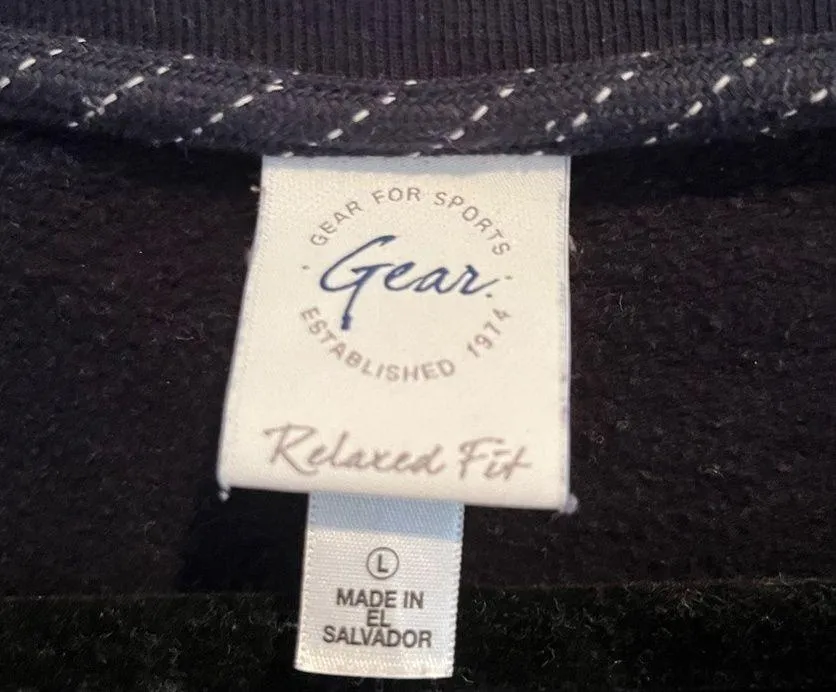 GEAR FOR SPORTS
Gear.
ESTABLISHED 1974
Relaxed Fit
L
MADE IN
EL
SALVADOR